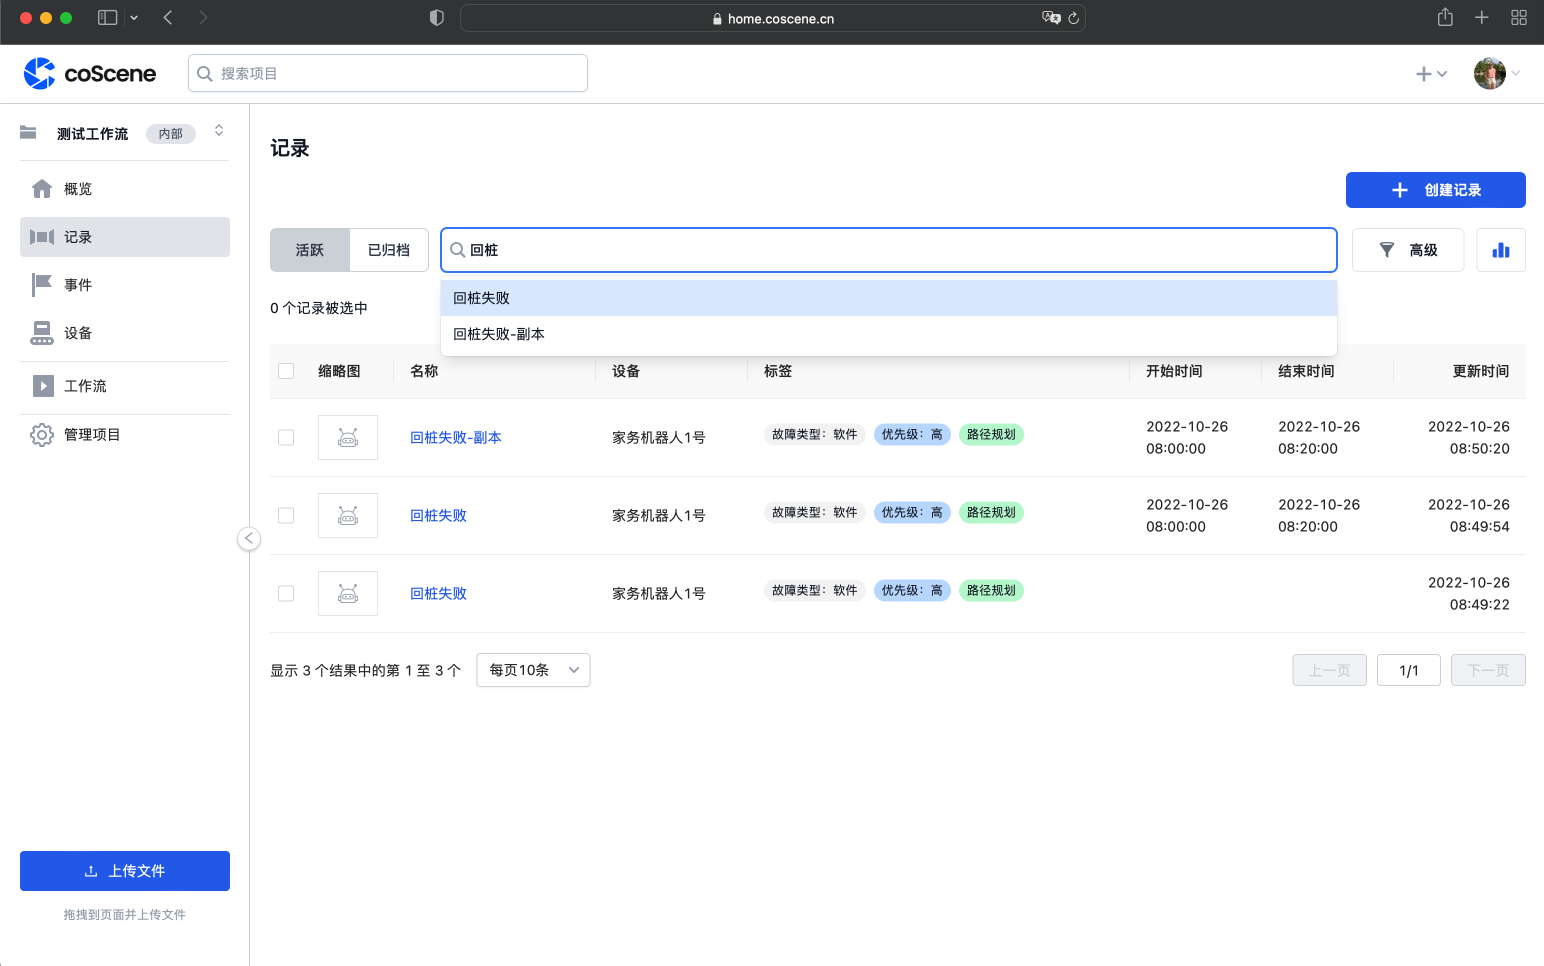 home.coscene.cn
coScene
搜索项目
测试工作流 内部
概览
记录
事件
设备
工作流
管理项目
上传文件
拖拽到页面并上传文件
记录
创建记录
活跃 已归档 回桩 高级
回桩失败
回桩失败-副本
0 个记录被选中
缩略图 名称 设备 标签 开始时间 结束时间 更新时间
回桩失败-副本 家务机器人1号 故障类型：软件 优先级：高 路径规划 2022-10-26 08:00:00 2022-10-26 08:20:00 2022-10-26 08:50:20
回桩失败 家务机器人1号 故障类型：软件 优先级：高 路径规划 2022-10-26 08:00:00 2022-10-26 08:20:00 2022-10-26 08:49:54
回桩失败 家务机器人1号 故障类型：软件 优先级：高 路径规划 2022-10-26 08:49:22
显示 3 个结果中的第 1 至 3 个 每页10条 上一页 1/1 下一页